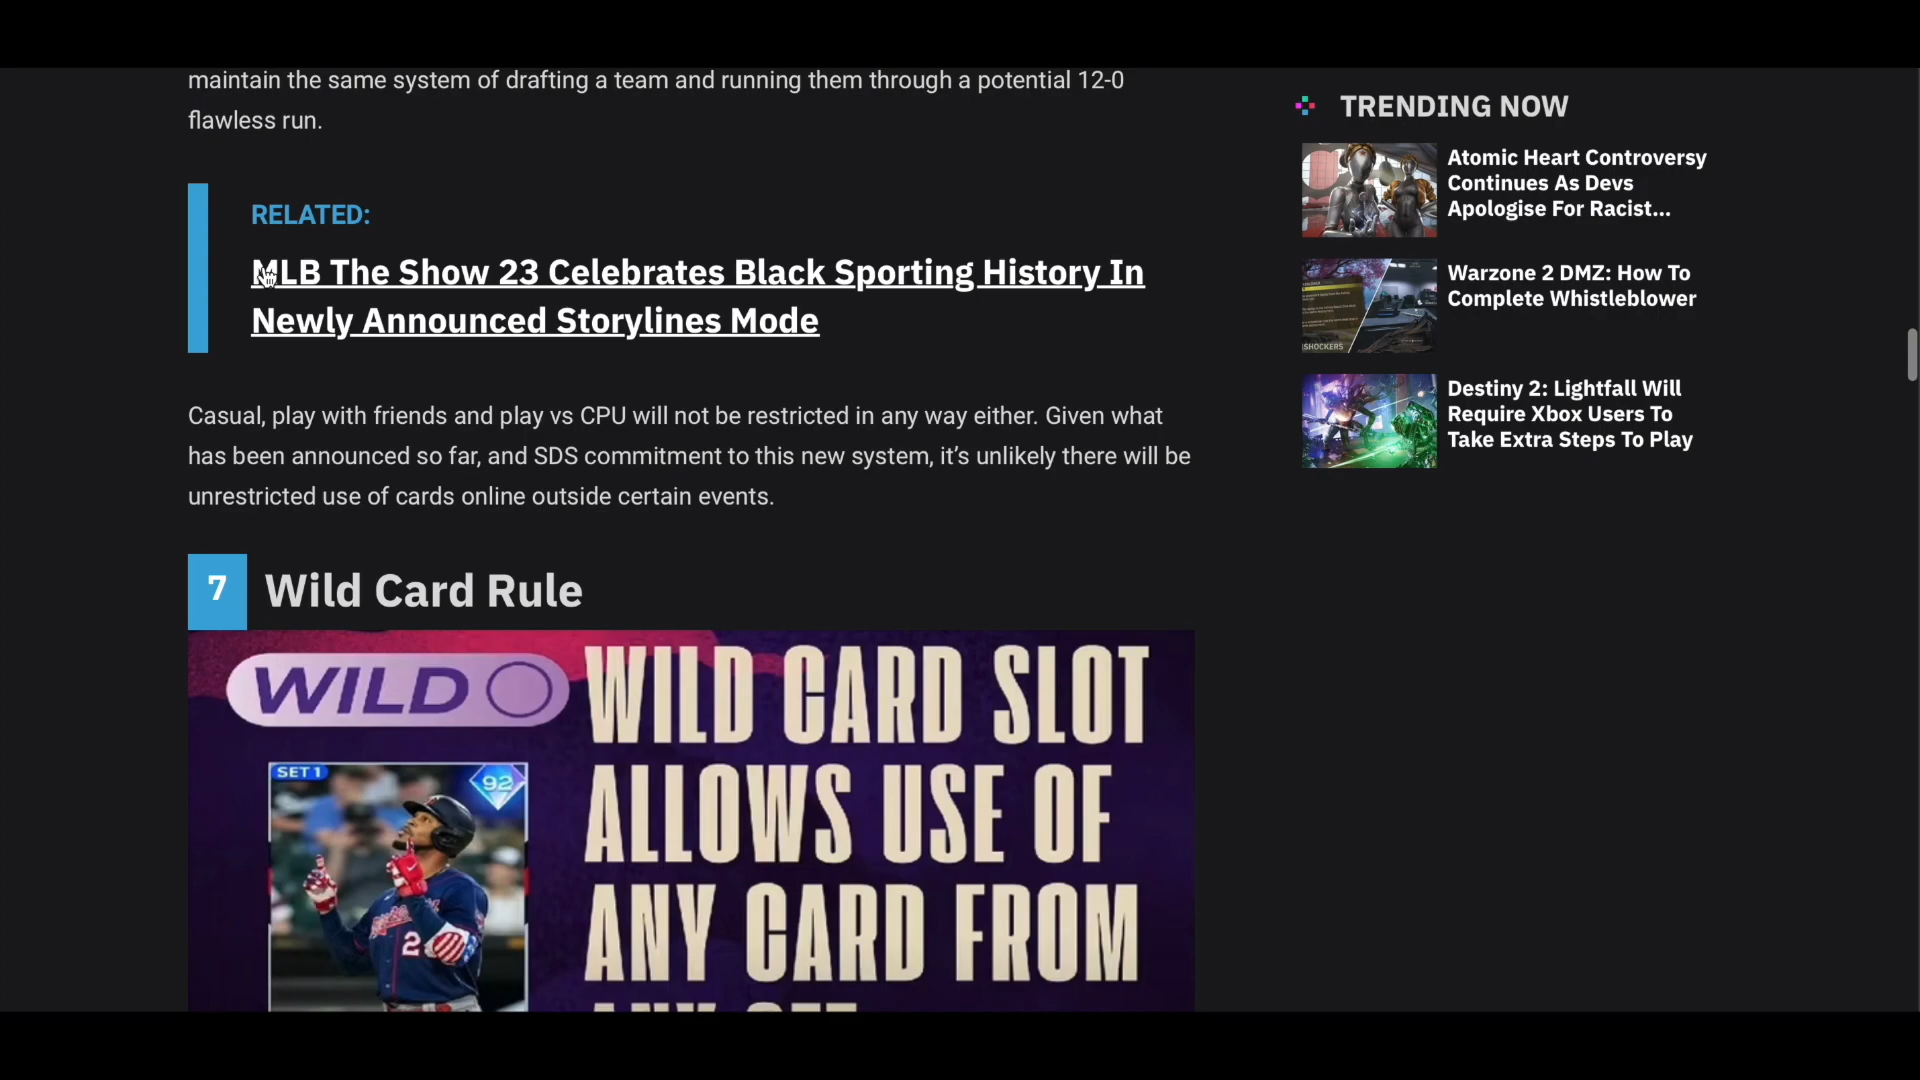 maintain the same system of drafting a team and running them through a potential 12-0
flawless run.
RELATED:
MLB The Show 23 Celebrates Black Sporting History In
Newly Announced Storylines Mode
Casual, play with friends and play vs CPU will not be restricted in any way either. Given what
has been announced so far, and SDS commitment to this new system, it’s unlikely there will be
unrestricted use of cards online outside certain events.
7 Wild Card Rule
WILD
SET 1
92
2
WILD CARD SLOT
ALLOWS USE OF
ANY CARD FROM
ANY SET
TRENDING NOW
Atomic Heart Controversy
Continues As Devs
Apologise For Racist...
Warzone 2 DMZ: How To
Complete Whistleblower
SHOCKERS
Destiny 2: Lightfall Will
Require Xbox Users To
Take Extra Steps To Play